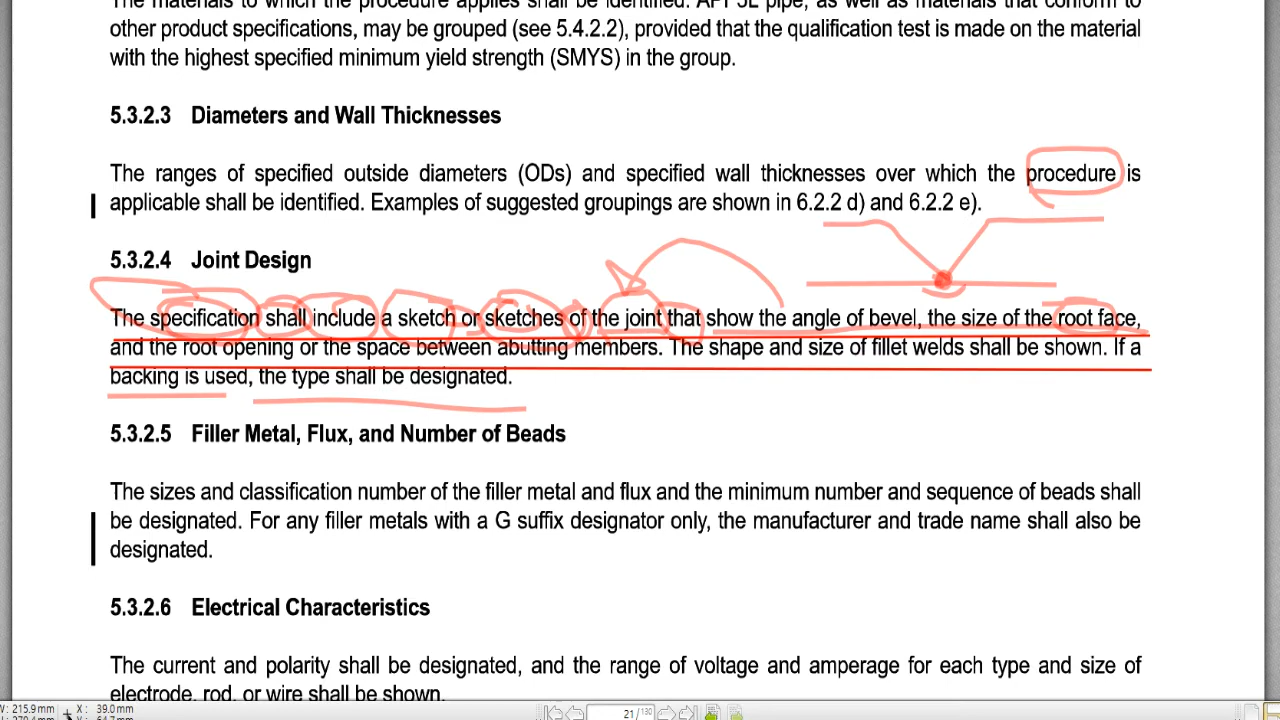 The materials to which the procedure applies shall be identified. API 5L pipe, as well as materials that conform to
other product specifications, may be grouped (see 5.4.2.2), provided that the qualification test is made on the material
with the highest specified minimum yield strength (SMYS) in the group.
5.3.2.3 Diameters and Wall Thicknesses
The ranges of specified outside diameters (ODs) and specified wall thicknesses over which the procedure is
applicable shall be identified. Examples of suggested groupings are shown in 6.2.2 d) and 6.2.2 e).
5.3.2.4 Joint Design
The specification shall include a sketch or sketches of the joint that show the angle of bevel, the size of the root face,
and the root opening or the space between abutting members. The shape and size of fillet welds shall be shown. If a
backing is used, the type shall be designated.
5.3.2.5 Filler Metal, Flux, and Number of Beads
The sizes and classification number of the filler metal and flux and the minimum number and sequence of beads shall
be designated. For any filler metals with a G suffix designator only, the manufacturer and trade name shall also be
designated.
5.3.2.6 Electrical Characteristics
The current and polarity shall be designated, and the range of voltage and amperage for each type and size of
electrode, rod, or wire shall be shown.
W: 215.9mm X: 39.0mm
21/130